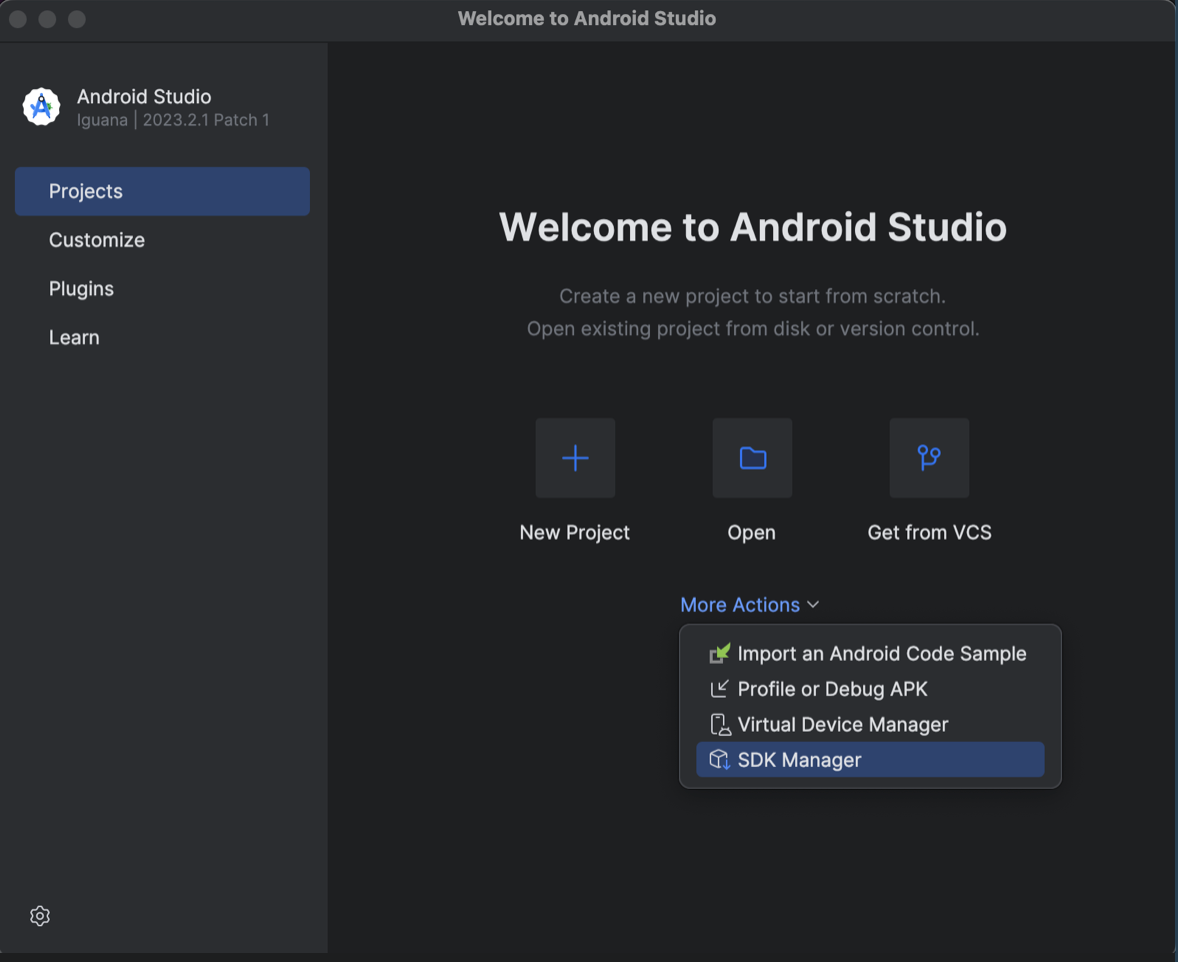 Welcome to Android Studio
Android Studio
Iguana | 2023.2.1 Patch 1
Projects
Customize
Plugins
Learn
Welcome to Android Studio
Create a new project to start from scratch.
Open existing project from disk or version control.
New Project
Open
Get from VCS
More Actions
Import an Android Code Sample
Profile or Debug APK
Virtual Device Manager
SDK Manager